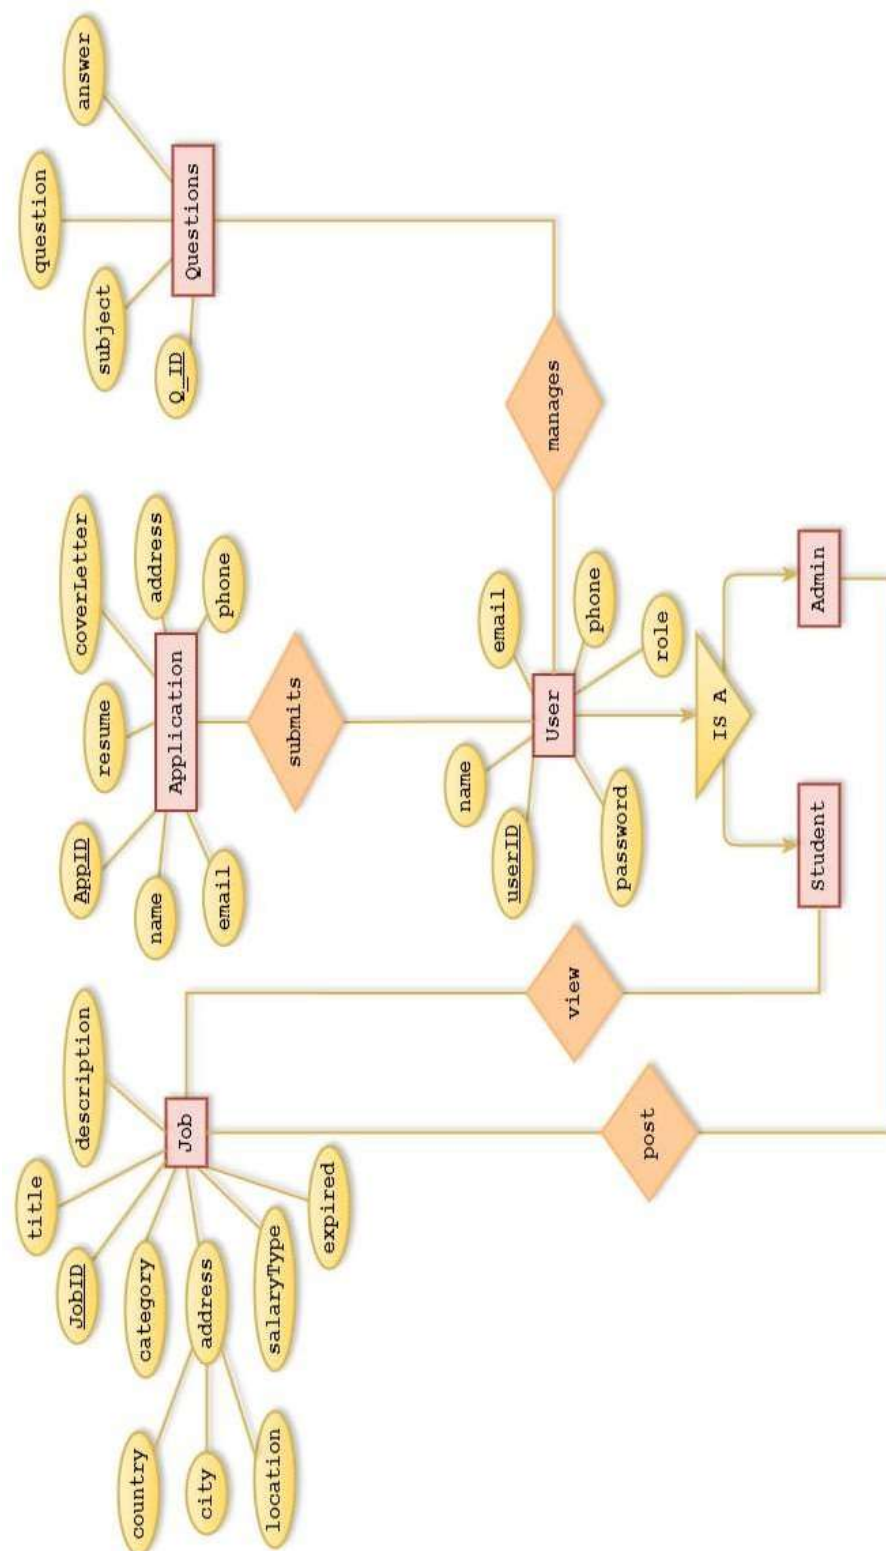 answer
question
subject
Q_ID
Questions
manages
coverLetter
address
phone
resume
Application
AppID
name
email
submits
email
phone
role
name
User
userID
password
IS A
Admin
Student
view
post
description
Job
title
JobID
category
address
salaryType
expired
country
city
location